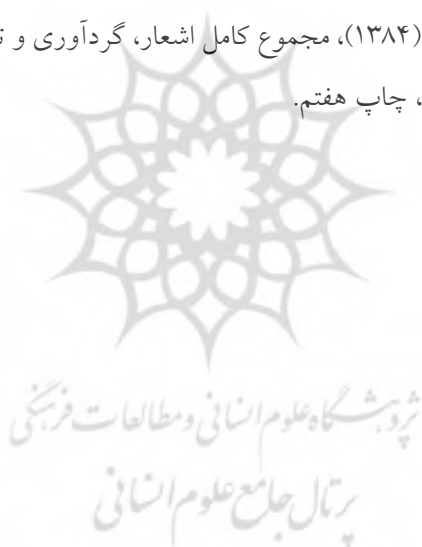 (۱۳۸۴)، مجموع کامل اشعار، گردآوری و
، چاپ هفتم.
پژوهشگاه علوم انسانی و مطالعات فرهنگی
پرتال جامع علوم انسانی